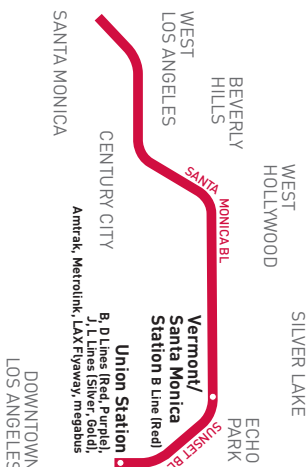 SANTA MONICA
WEST
LOS ANGELES
BEVERLY
HILLS
CENTURY CITY
WEST
HOLLYWOOD
SANTA MONICA BL
SILVER LAKE
Vermont/
Santa Monica
Station B Line (Red)
SUNSET BL
ECHO
PARK
Union Station
B, D Lines (Red, Purple),
J, L Lines (Silver, Gold),
Amtrak, Metrolink, LAX Flyaway, megabus
DOWNTOWN
LOS ANGELES